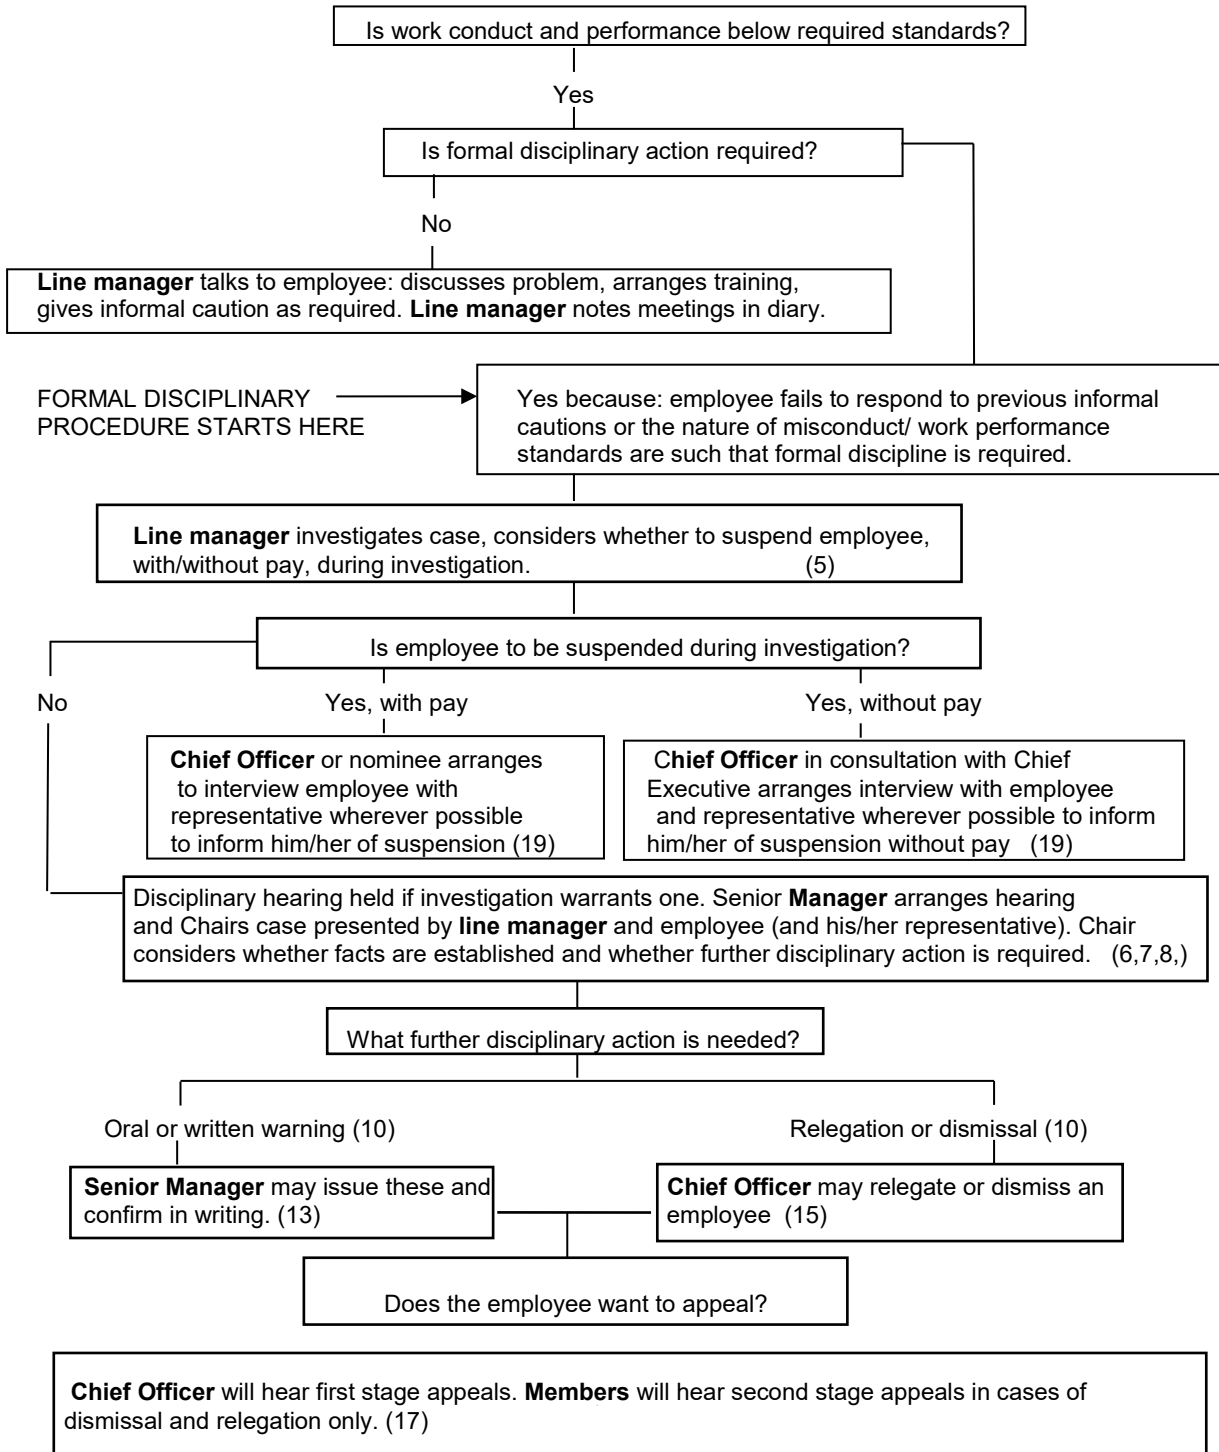 Is work conduct and performance below required standards?
Yes
Is formal disciplinary action required?
No
Line manager talks to employee: discusses problem, arranges training,
gives informal caution as required. Line manager notes meetings in diary.
FORMAL DISCIPLINARY
PROCEDURE STARTS HERE
Yes because: employee fails to respond to previous informal
cautions or the nature of misconduct/ work performance
standards are such that formal discipline is required.
Line manager investigates case, considers whether to suspend employee,
with/without pay, during investigation. (5)
Is employee to be suspended during investigation?
No
Yes, with pay
Yes, without pay
Chief Officer or nominee arranges
to interview employee with
representative wherever possible
to inform him/her of suspension (19)
Chief Officer in consultation with Chief
Executive arranges interview with employee
and representative wherever possible to inform
him/her of suspension without pay (19)
Disciplinary hearing held if investigation warrants one. Senior Manager arranges hearing
and Chairs case presented by line manager and employee (and his/her representative). Chair
considers whether facts are established and whether further disciplinary action is required. (6,7,8,)
What further disciplinary action is needed?
Oral or written warning (10)
Relegation or dismissal (10)
Senior Manager may issue these and
confirm in writing. (13)
Chief Officer may relegate or dismiss an
employee (15)
Does the employee want to appeal?
Chief Officer will hear first stage appeals. Members will hear second stage appeals in cases of
dismissal and relegation only. (17)